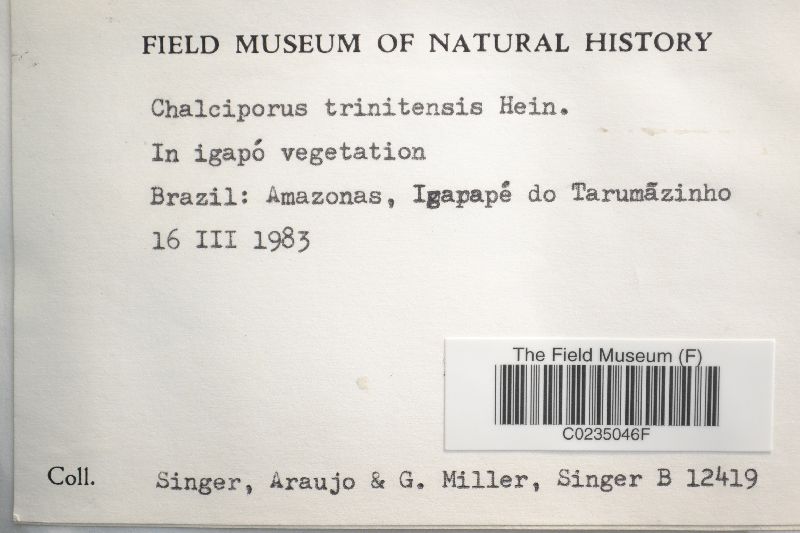 FIELD MUSEUM OF NATURAL HISTORY
Chalciporus trinitensis Hein.
In igapó vegetation
Brazil: Amazonas, Igarapé do Tarumãzinho
16 III 1983
The Field Museum (F)
C0235046F
Coll. Singer, Araujo & G. Miller, Singer B 12419